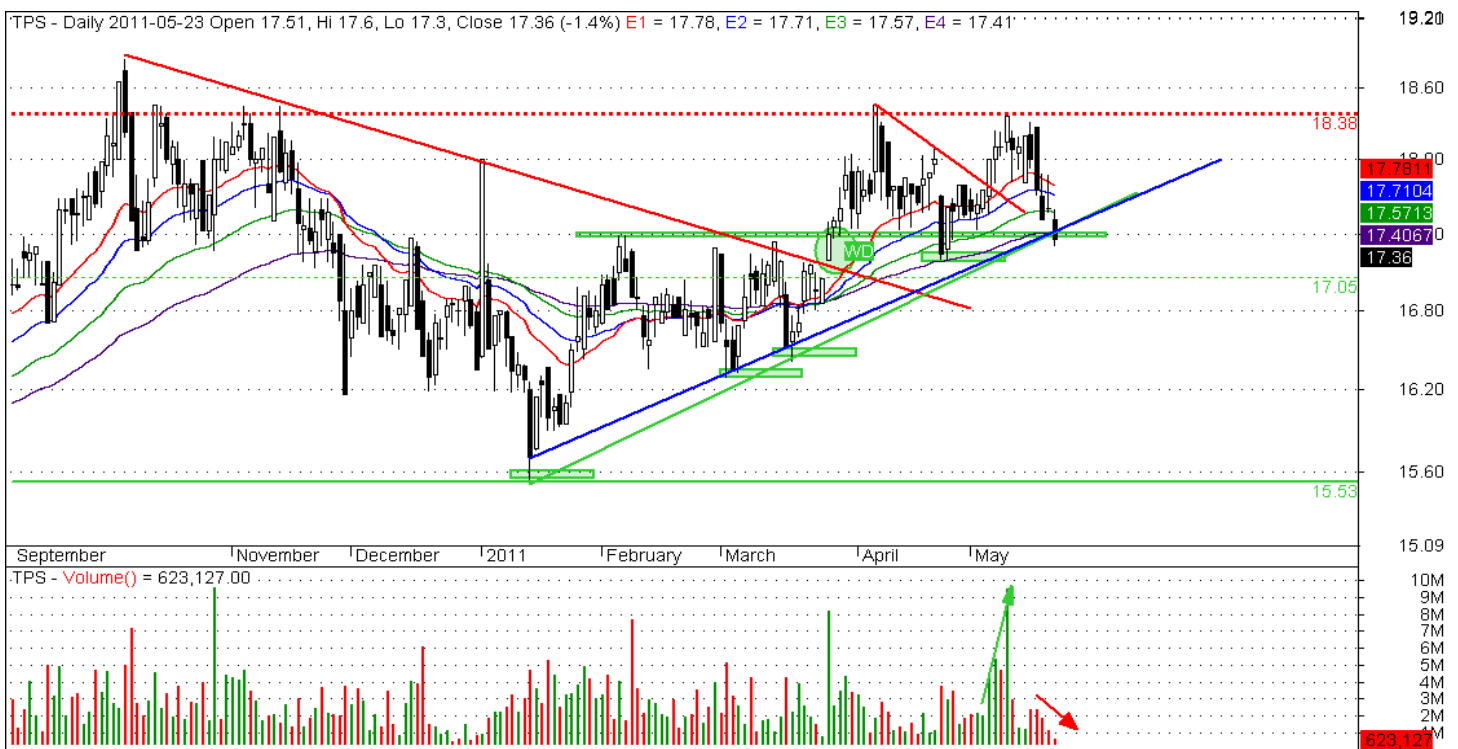 TPS - Daily 2011-05-23 Open 17.51, Hi 17.6, Lo 17.3, Close 17.36 (-1.4%) E1 = 17.78, E2 = 17.71, E3 = 17.57, E4 = 17.41
18.60
18.38
18.00
17.7811
17.7104
17.5713
17.4067
WD
17.36
17.05
16.80
16.20
15.60
15.53
15.09
September November December 2011 February March April May
TPS - Volume() = 623,127.00
10M
9M
8M
7M
6M
5M
4M
3M
2M
623,127